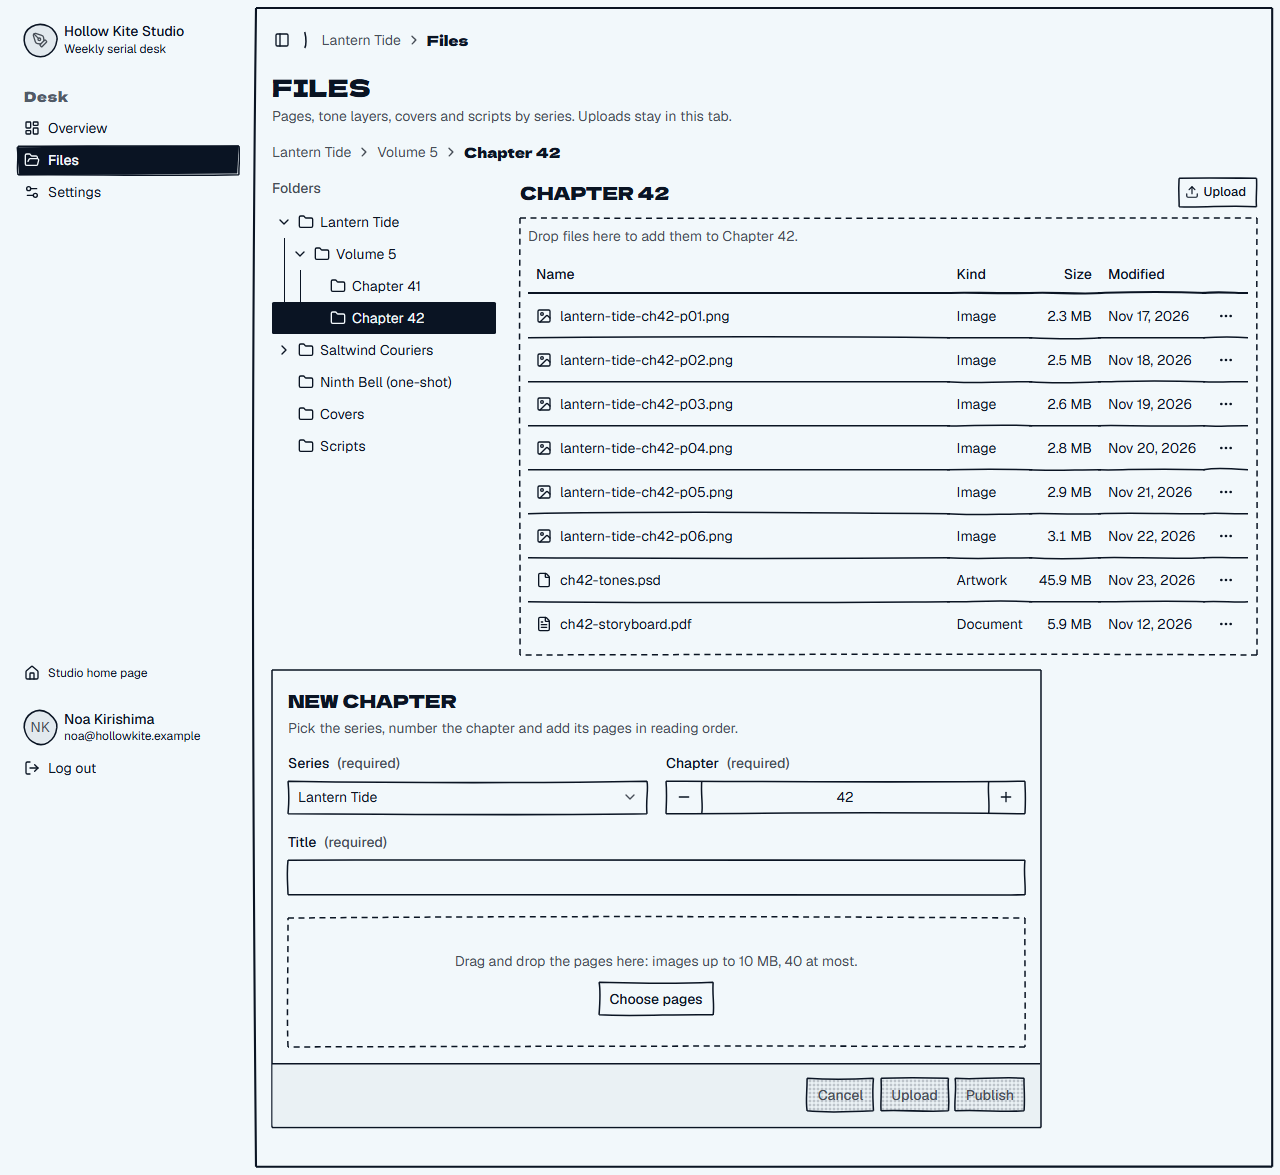 Hollow Kite Studio
Weekly serial desk
Desk
Overview
Files
Settings
Studio home page
NK
Noa Kirishima
noa@hollowkite.example
Log out
Lantern Tide > Files
FILES
Pages, tone layers, covers and scripts by series. Uploads stay in this tab.
Lantern Tide > Volume 5 > Chapter 42
Folders
Lantern Tide
Volume 5
Chapter 41
Chapter 42
Saltwind Couriers
Ninth Bell (one-shot)
Covers
Scripts
CHAPTER 42
Upload
Drop files here to add them to Chapter 42.
Name Kind Size Modified
lantern-tide-ch42-p01.png Image 2.3 MB Nov 17, 2026
lantern-tide-ch42-p02.png Image 2.5 MB Nov 18, 2026
lantern-tide-ch42-p03.png Image 2.6 MB Nov 19, 2026
lantern-tide-ch42-p04.png Image 2.8 MB Nov 20, 2026
lantern-tide-ch42-p05.png Image 2.9 MB Nov 21, 2026
lantern-tide-ch42-p06.png Image 3.1 MB Nov 22, 2026
ch42-tones.psd Artwork 45.9 MB Nov 23, 2026
ch42-storyboard.pdf Document 5.9 MB Nov 12, 2026
NEW CHAPTER
Pick the series, number the chapter and add its pages in reading order.
Series (required) Chapter (required)
Lantern Tide 42
Title (required)
Drag and drop the pages here: images up to 10 MB, 40 at most.
Choose pages
Cancel Upload Publish